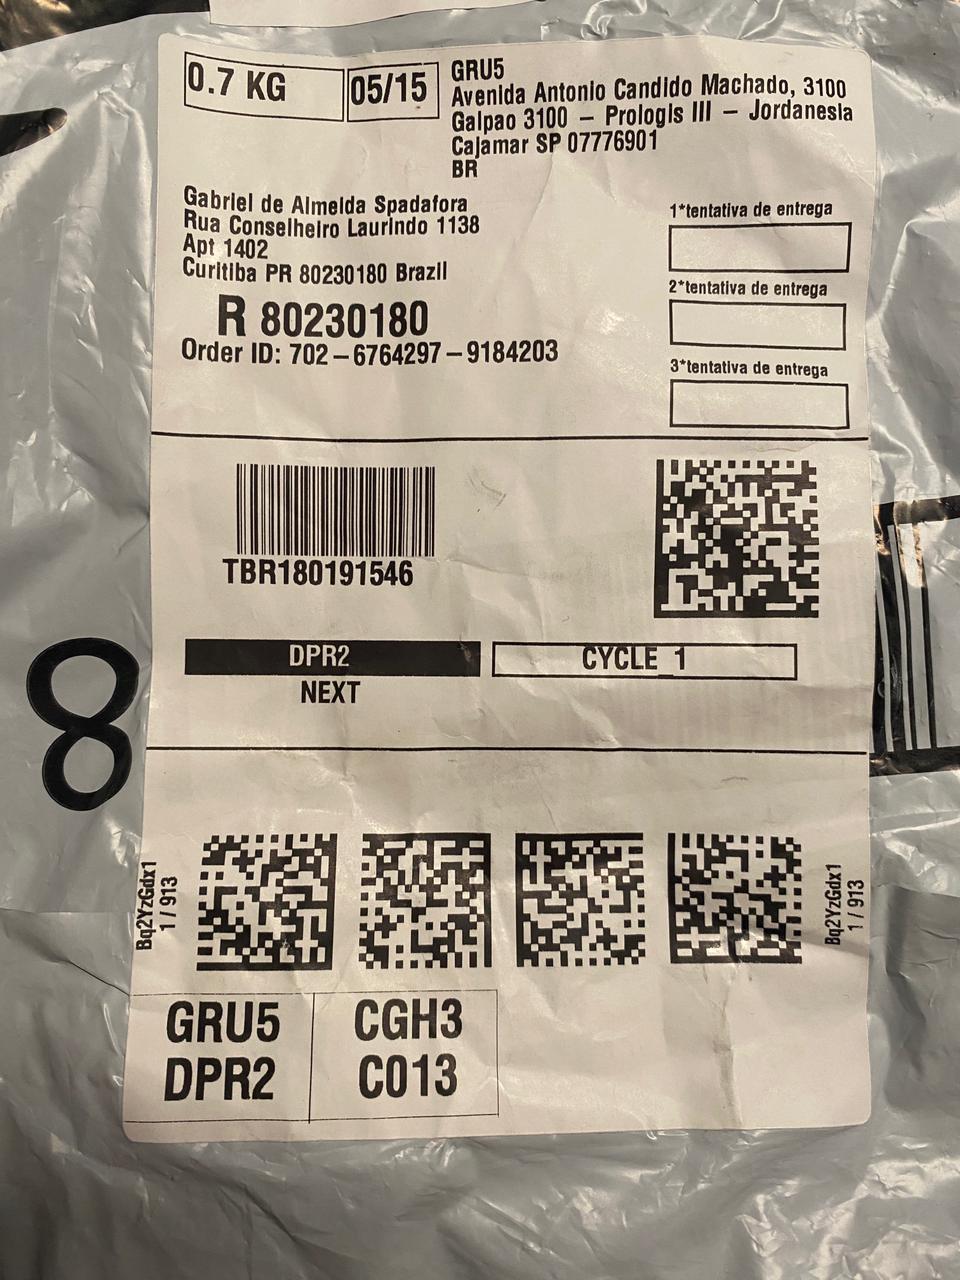 0.7 KG
05/15
GRU5
Avenida Antonio Candido Machado, 3100
Galpao 3100 – Prologis III – Jordanesia
Cajamar SP 07776901
BR
Gabriel de Almeida Spadafora
Rua Conselheiro Laurindo 1138
Apt 1402
Curitiba PR 80230180 Brazil
R 80230180
Order ID: 702–6764297–9184203
1*tentativa de entrega
2*tentativa de entrega
3*tentativa de entrega
TBR180191546
DPR2
CYCLE_1
NEXT
8
Bq2YzGdx1
1 / 913
Bq2YzGdx1
1 / 913
GRU5
DPR2
CGH3
C013